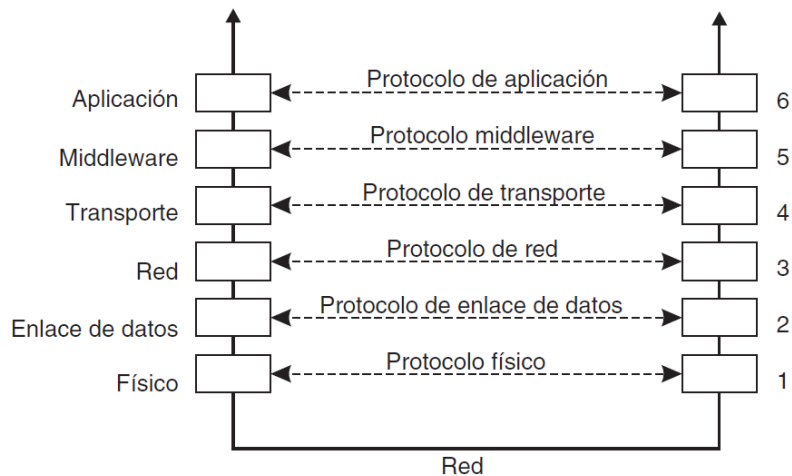 Aplicación
Protocolo de aplicación
6
Middleware
Protocolo middleware
5
Transporte
Protocolo de transporte
4
Red
Protocolo de red
3
Enlace de datos
Protocolo de enlace de datos
2
Físico
Protocolo físico
1
Red